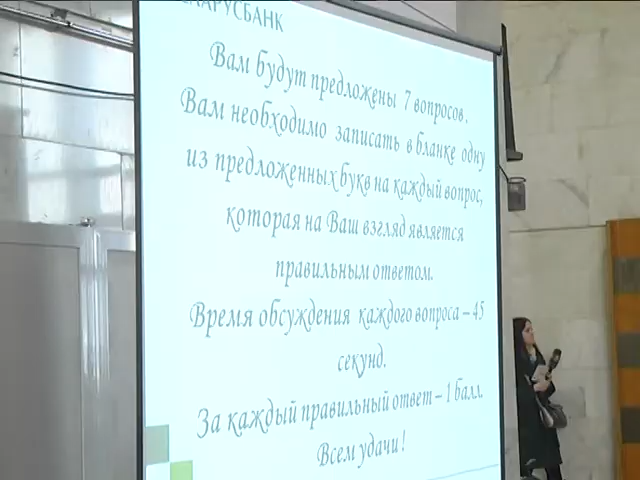 БЕЛАРУСБАНК
Вам будут предложены 7 вопросов.
Вам необходимо записать в бланке одну
из предложенных букв на каждый вопрос,
которая на Ваш взгляд является
правильным ответом.
Время обсуждения каждого вопроса – 45
секунд.
За каждый правильный ответ – 1 балл.
Всем удачи!